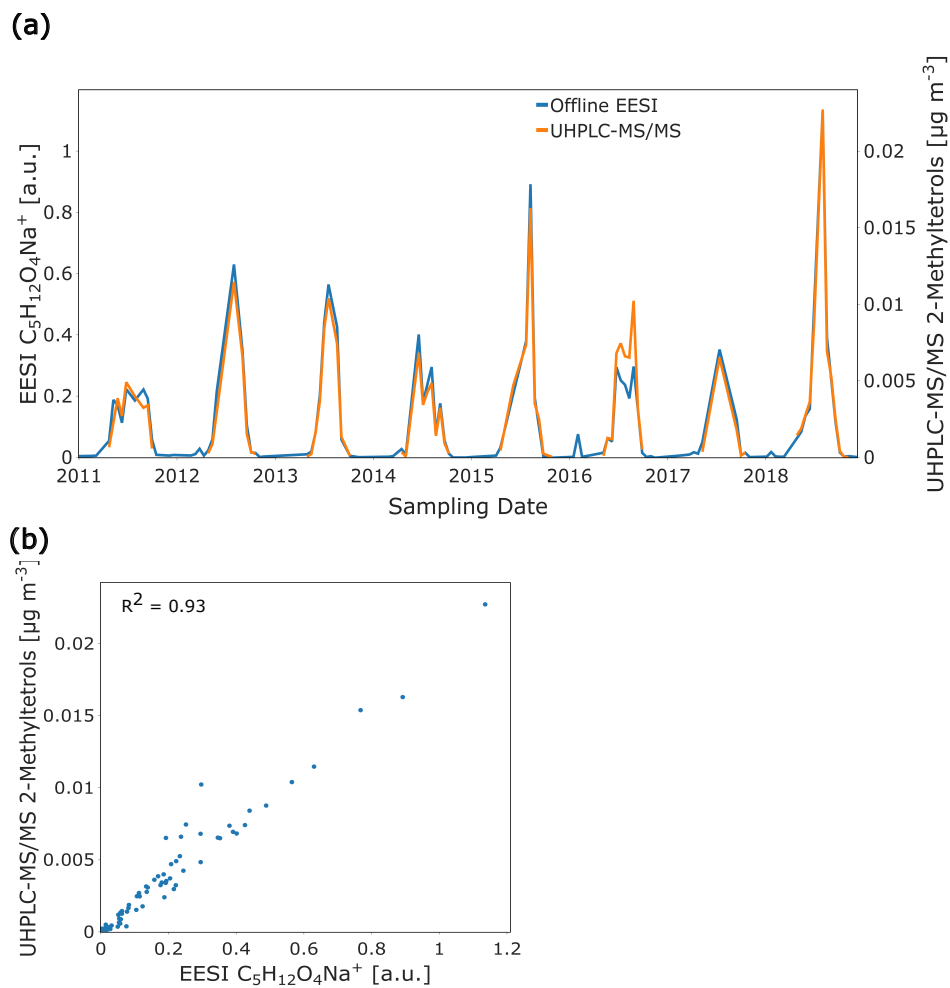 (a)
Offline EESI
UHPLC-MS/MS
EESI C₅H₁₂O₄Na⁺ [a.u.]
1
0.8
0.6
0.4
0.2
0
UHPLC-MS/MS 2-Methyltetrols [µg m⁻³]
0.02
0.015
0.01
0.005
0
2011 2012 2013 2014 2015 2016 2017 2018
Sampling Date
(b)
R² = 0.93
UHPLC-MS/MS 2-Methyltetrols [µg m⁻³]
0.02
0.015
0.01
0.005
0
0 0.2 0.4 0.6 0.8 1 1.2
EESI C₅H₁₂O₄Na⁺ [a.u.]